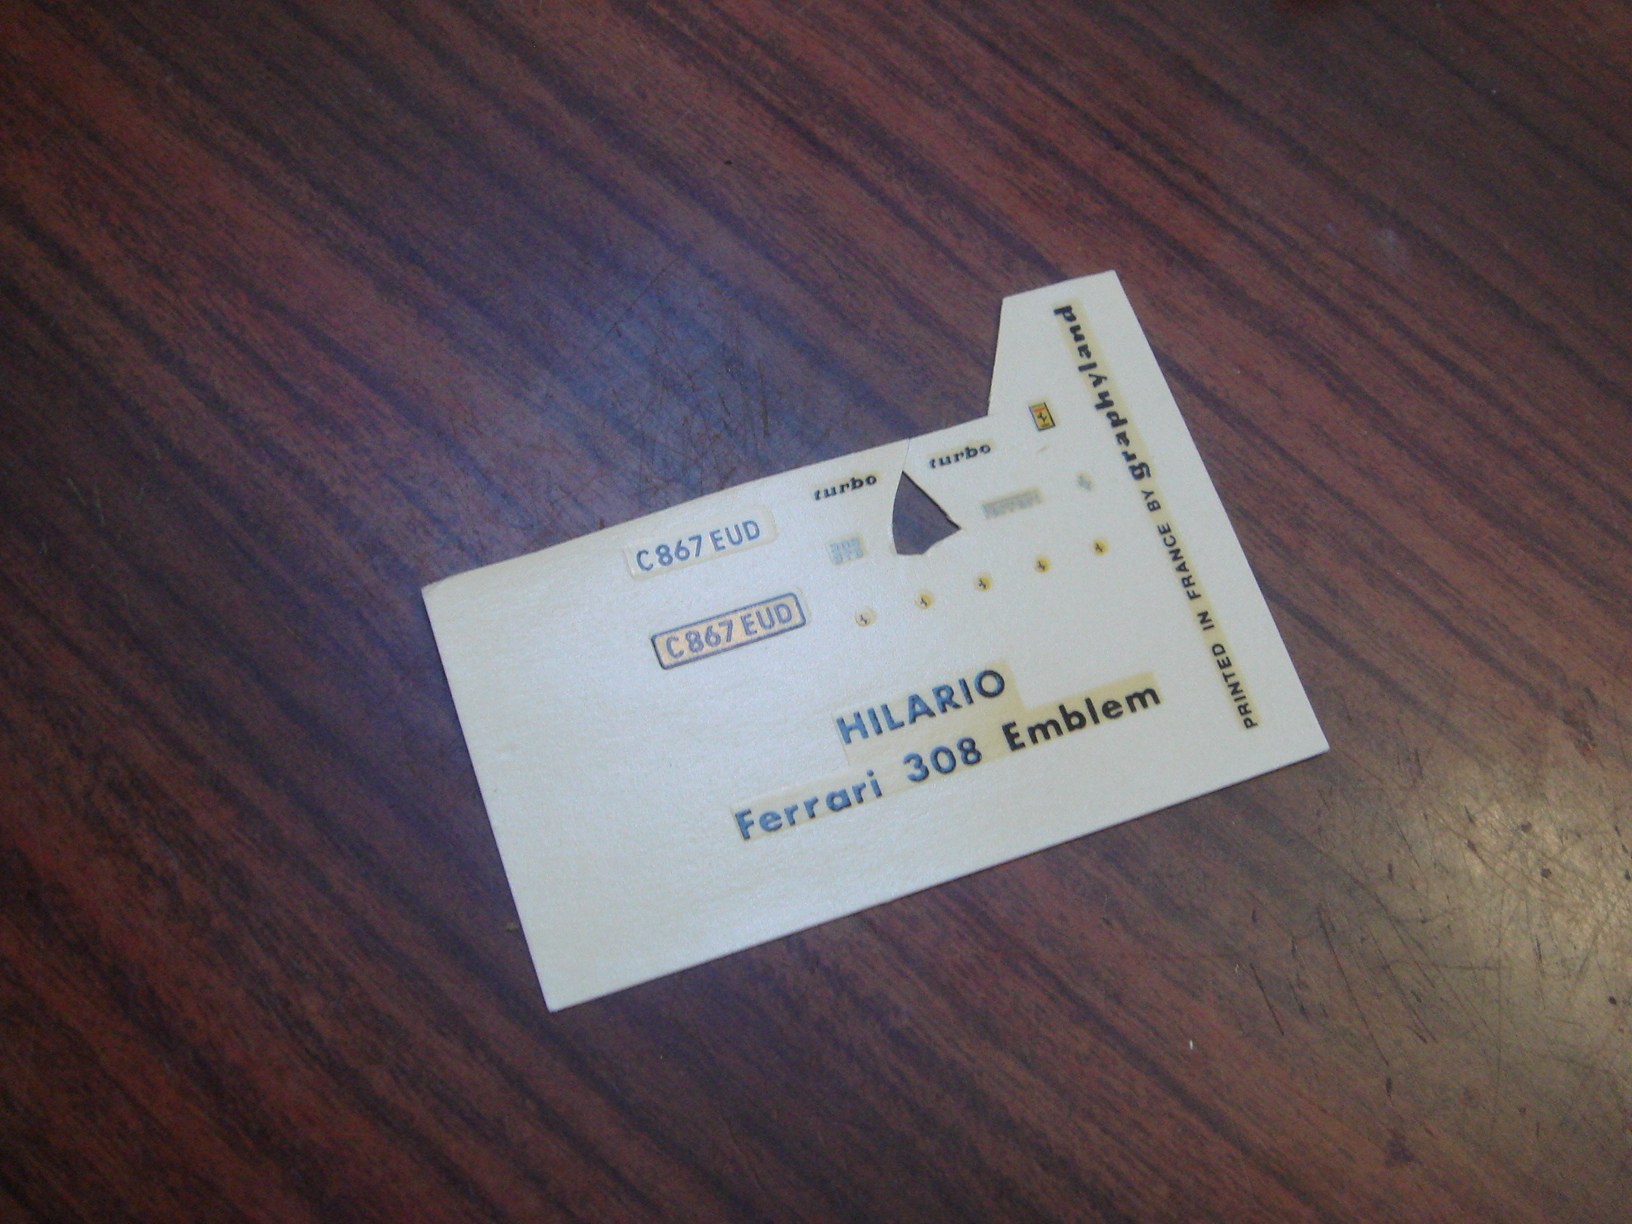 turbo
turbo
C867 EUD
C867 EUD
HILARIO
Ferrari 308 Emblem
PRINTED IN FRANCE BY graphyland